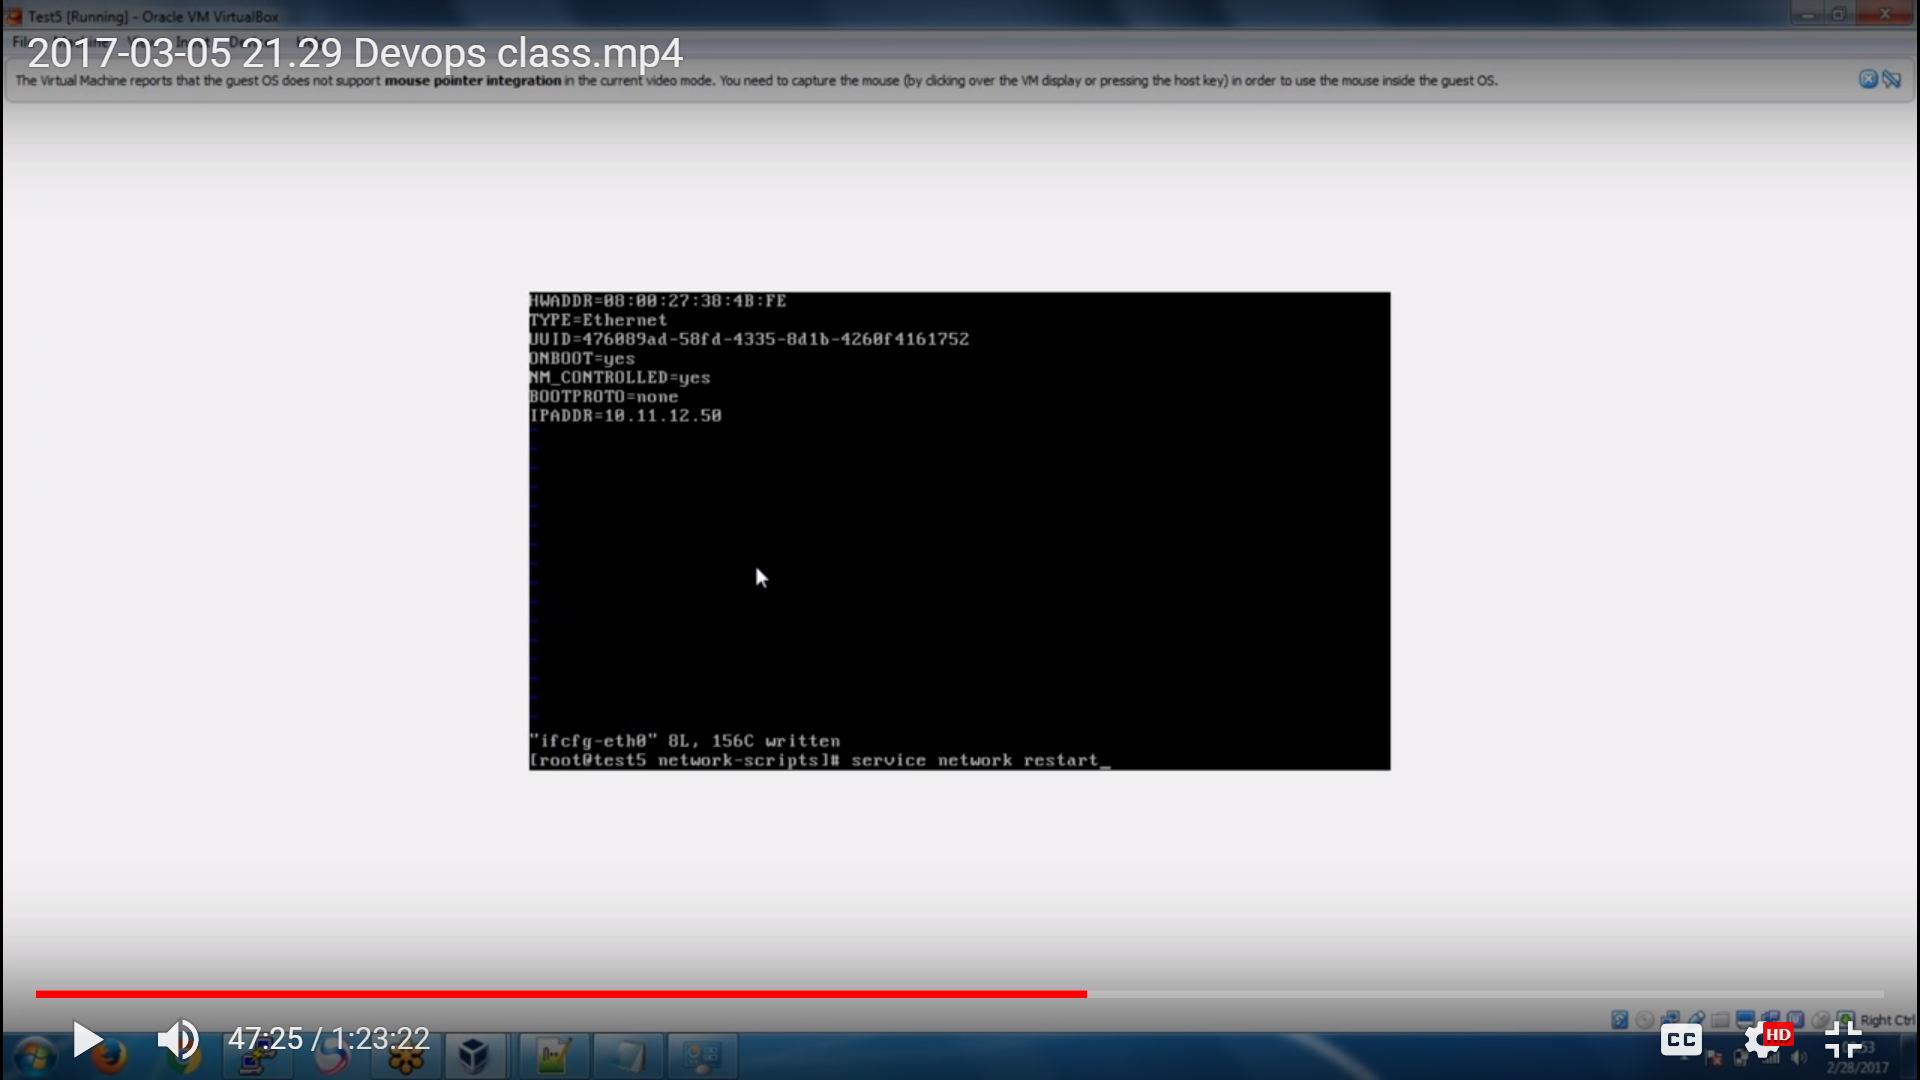 Test5 [Running] - Oracle VM VirtualBox
2017-03-05 21.29 Devops class.mp4
The Virtual Machine reports that the guest OS does not support mouse pointer integration in the current video mode. You need to capture the mouse (by clicking over the VM display or pressing the host key) in order to use the mouse inside the guest OS.
HWADDR=08:00:27:38:4B:FE
TYPE=Ethernet
UUID=476089ad-58fd-4335-8d1b-4260f4161752
ONBOOT=yes
NM_CONTROLLED=yes
BOOTPROTO=none
IPADDR=10.11.12.50
"ifcfg-eth0" 8L, 156C written
[root@test5 network-scripts]# service network restart_
Right Ctrl
47:25 / 1:23:22
CC
HD
2/28/2017